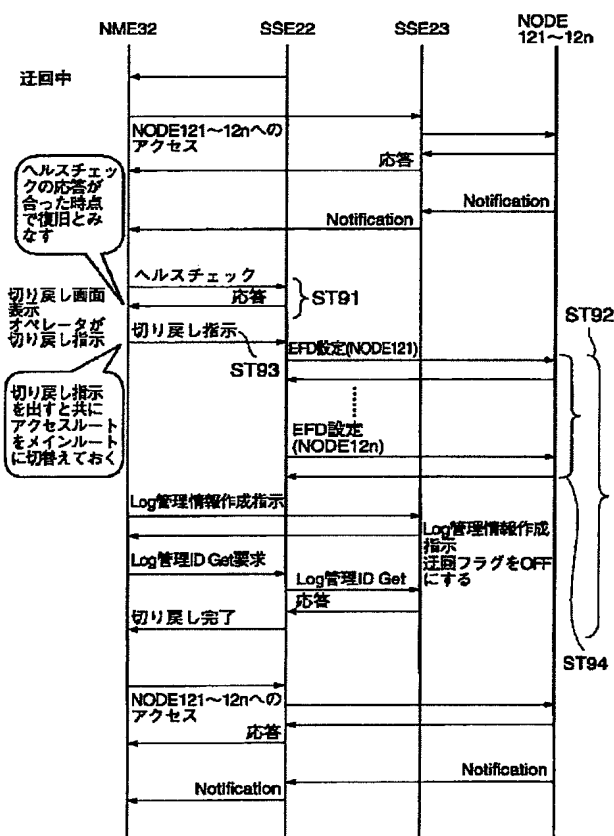 NME32
SSE22
SSE23
NODE
121～12n
迂回中
NODE121～12nへの
アクセス
応答
ヘルスチェッ
クの応答が
合った時点
で復旧とみ
なす
Notification
Notification
ヘルスチェック
応答
ST91
切り戻し画面
表示
オペレータが
切り戻し指示
切り戻し指示
ST93
EFD設定(NODE121)
ST92
切り戻し指示
を出すと共に
アクセスルート
をメインルート
に切替えておく
EFD設定
(NODE12n)
Log管理情報作成指示
Log管理情報作成
指示
迂回フラグをOFF
にする
Log管理ID Get要求
Log管理ID Get
応答
切り戻し完了
ST94
NODE121～12nへの
アクセス
応答
Notification
Notification